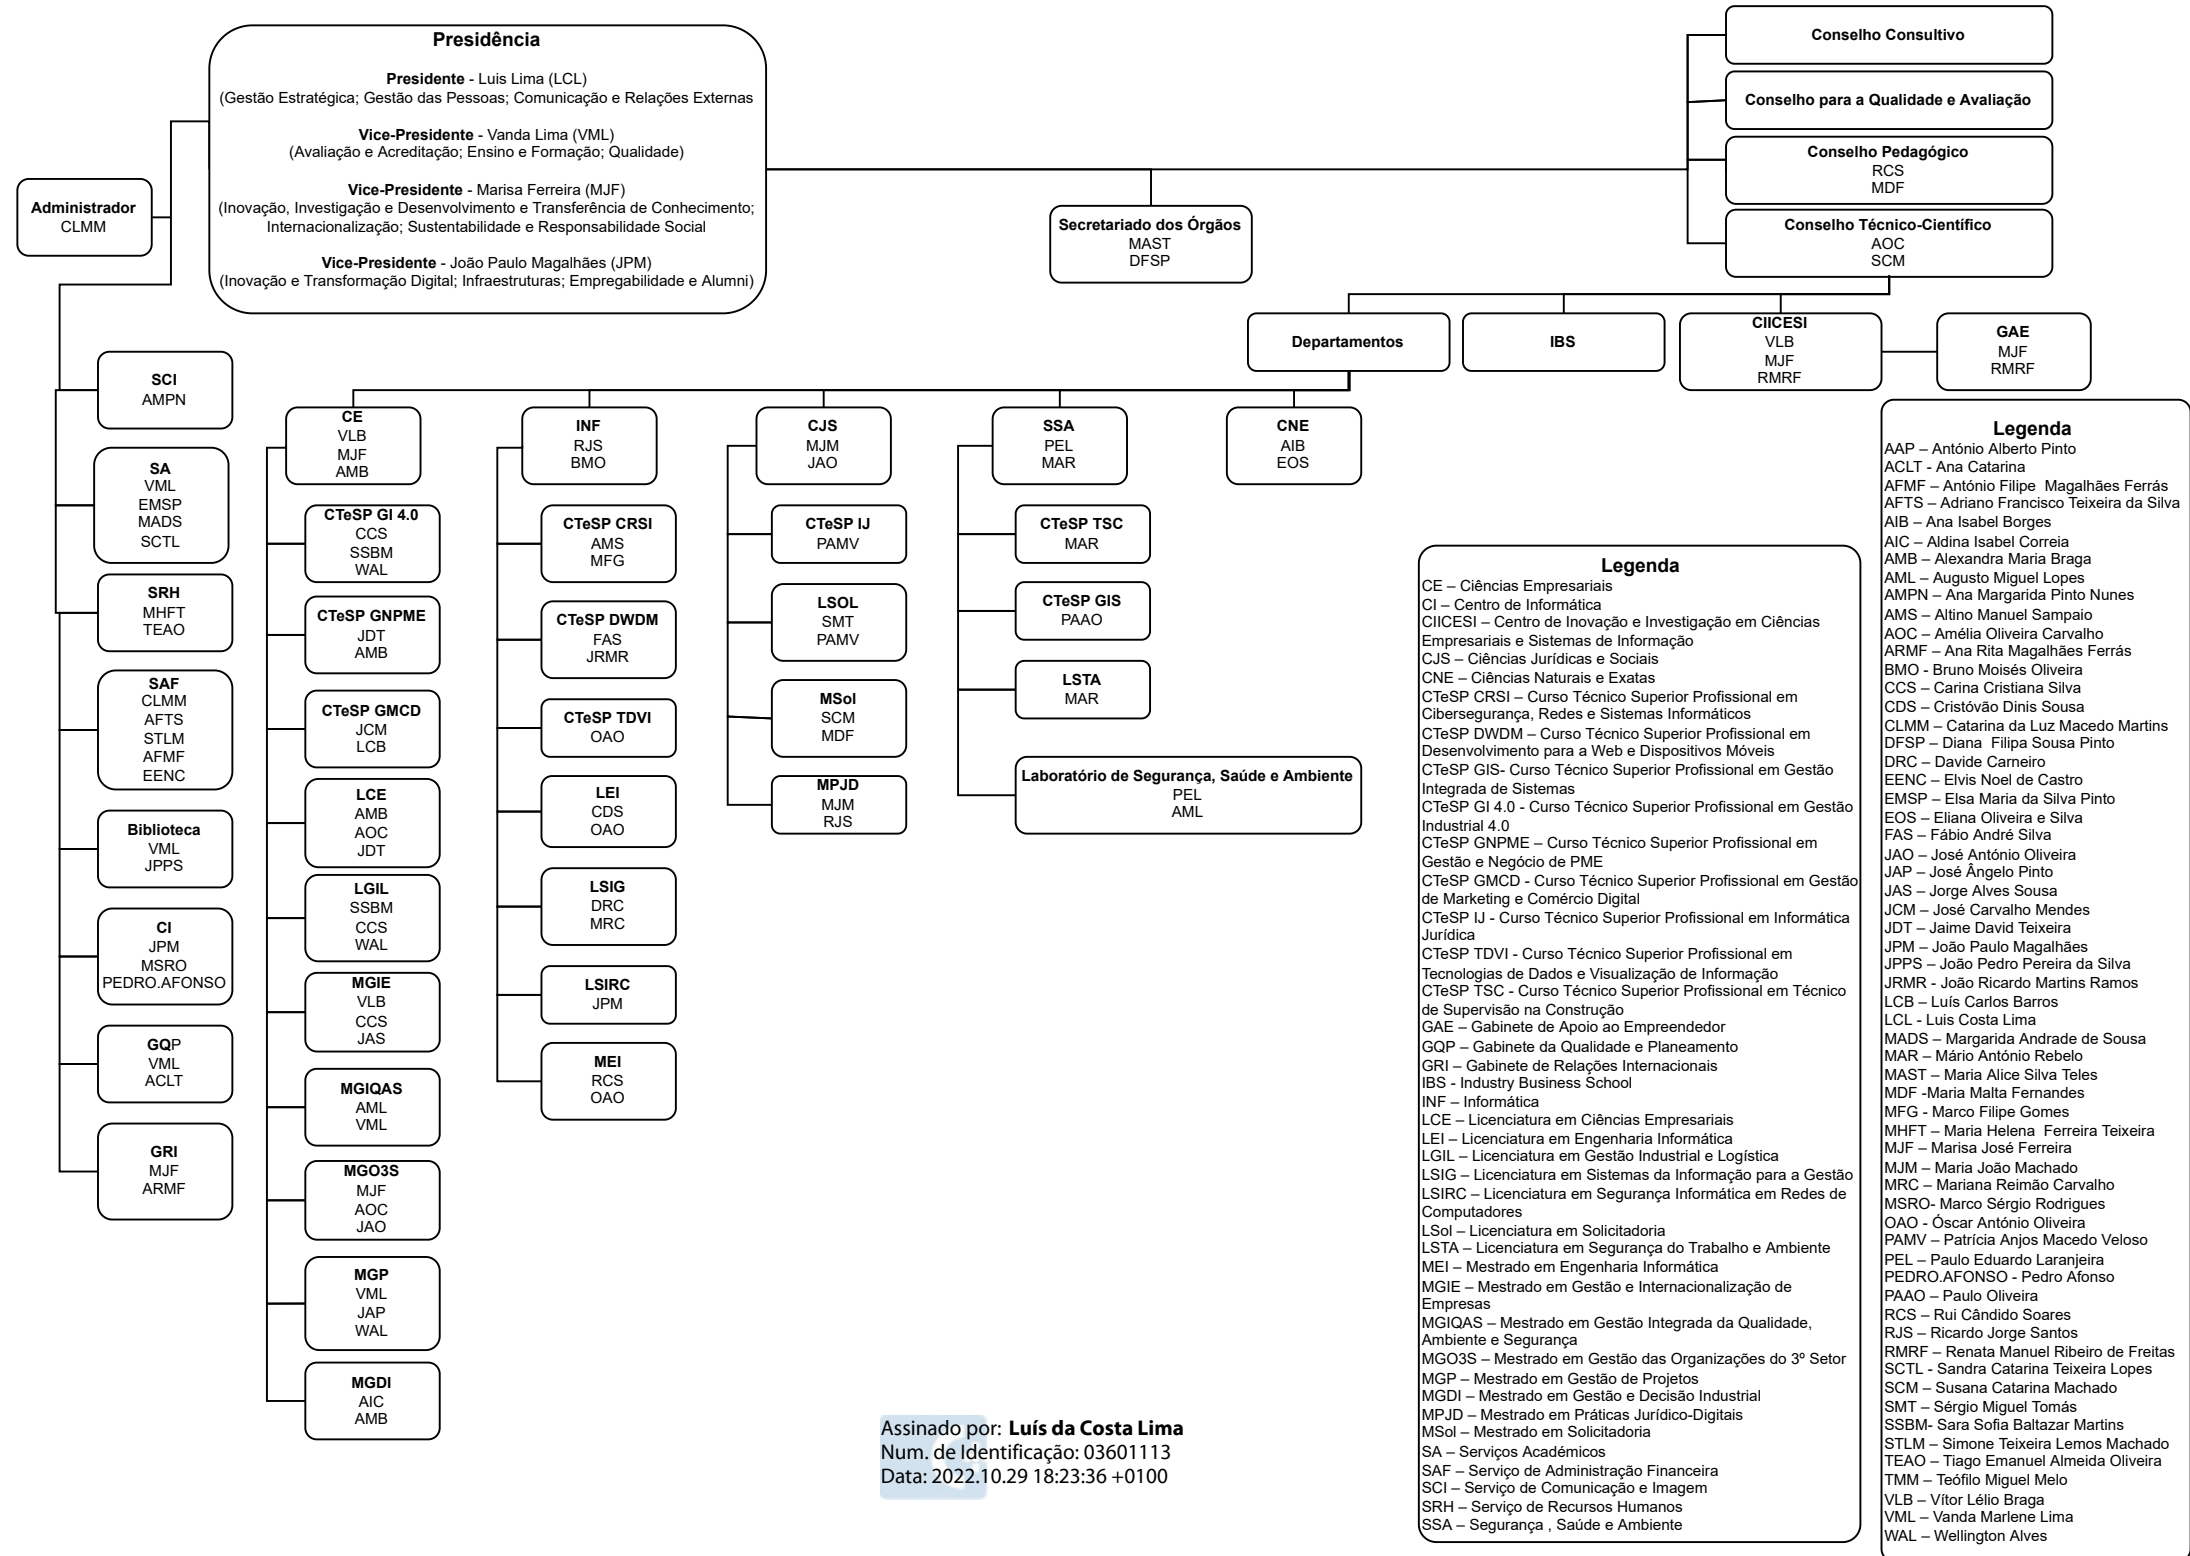 Presidência
Presidente - Luis Lima (LCL)
(Gestão Estratégica; Gestão das Pessoas; Comunicação e Relações Externas
Vice-Presidente - Vanda Lima (VML)
(Avaliação e Acreditação; Ensino e Formação; Qualidade)
Vice-Presidente - Marisa Ferreira (MJF)
(Inovação, Investigação e Desenvolvimento e Transferência de Conhecimento;
Internacionalização; Sustentabilidade e Responsabilidade Social
Vice-Presidente - João Paulo Magalhães (JPM)
(Inovação e Transformação Digital; Infraestruturas; Empregabilidade e Alumni)
Administrador
CLMM
Secretariado dos Órgãos
MAST
DFSP
Conselho Consultivo
Conselho para a Qualidade e Avaliação
Conselho Pedagógico
RCS
MDF
Conselho Técnico-Científico
AOC
SCM
Departamentos
IBS
CIICESI
VLB
MJF
RMRF
GAE
MJF
RMRF
SCI
AMPN
SA
VML
EMSP
MADS
SCTL
SRH
MHFT
TEAO
SAF
CLMM
AFTS
STLM
AFMF
EENC
Biblioteca
VML
JPPS
CI
JPM
MSRO
PEDRO.AFONSO
GQP
VML
ACLT
GRI
MJF
ARMF
CE
VLB
MJF
AMB
CTeSP GI 4.0
CCS
SSBM
WAL
CTeSP GNPME
JDT
AMB
CTeSP GMCD
JCM
LCB
LCE
AMB
AOC
JDT
LGIL
SSBM
CCS
WAL
MGIE
VLB
CCS
JAS
MGIQAS
AML
VML
MGO3S
MJF
AOC
JAO
MGP
VML
JAP
WAL
MGDI
AIC
AMB
INF
RJS
BMO
CTeSP CRSI
AMS
MFG
CTeSP DWDM
FAS
JRMR
CTeSP TDVI
OAO
LEI
CDS
OAO
LSIG
DRC
MRC
LSIRC
JPM
MEI
RCS
OAO
CJS
MJM
JAO
CTeSP IJ
PAMV
LSOL
SMT
PAMV
MSol
SCM
MDF
MPJD
MJM
RJS
SSA
PEL
MAR
CTeSP TSC
MAR
CTeSP GIS
PAAO
LSTA
MAR
Laboratório de Segurança, Saúde e Ambiente
PEL
AML
CNE
AIB
EOS
Legenda
CE – Ciências Empresariais
CI – Centro de Informática
CIICESI – Centro de Inovação e Investigação em Ciências
Empresariais e Sistemas de Informação
CJS – Ciências Jurídicas e Sociais
CNE – Ciências Naturais e Exatas
CTeSP CRSI – Curso Técnico Superior Profissional em
Cibersegurança, Redes e Sistemas Informáticos
CTeSP DWDM – Curso Técnico Superior Profissional em
Desenvolvimento para a Web e Dispositivos Móveis
CTeSP GIS- Curso Técnico Superior Profissional em Gestão
Integrada de Sistemas
CTeSP GI 4.0 - Curso Técnico Superior Profissional em Gestão
Industrial 4.0
CTeSP GNPME – Curso Técnico Superior Profissional em
Gestão e Negócio de PME
CTeSP GMCD - Curso Técnico Superior Profissional em Gestão
de Marketing e Comércio Digital
CTeSP IJ - Curso Técnico Superior Profissional em Informática
Jurídica
CTeSP TDVI - Curso Técnico Superior Profissional em
Tecnologias de Dados e Visualização de Informação
CTeSP TSC - Curso Técnico Superior Profissional em Técnico
de Supervisão na Construção
GAE – Gabinete de Apoio ao Empreendedor
GQP – Gabinete da Qualidade e Planeamento
GRI – Gabinete de Relações Internacionais
IBS - Industry Business School
INF – Informática
LCE – Licenciatura em Ciências Empresariais
LEI – Licenciatura em Engenharia Informática
LGIL – Licenciatura em Gestão Industrial e Logística
LSIG – Licenciatura em Sistemas da Informação para a Gestão
LSIRC – Licenciatura em Segurança Informática em Redes de
Computadores
LSol – Licenciatura em Solicitadoria
LSTA – Licenciatura em Segurança do Trabalho e Ambiente
MEI – Mestrado em Engenharia Informática
MGIE – Mestrado em Gestão e Internacionalização de
Empresas
MGIQAS – Mestrado em Gestão Integrada da Qualidade,
Ambiente e Segurança
MGO3S – Mestrado em Gestão das Organizações do 3º Setor
MGP – Mestrado em Gestão de Projetos
MGDI – Mestrado em Gestão e Decisão Industrial
MPJD – Mestrado em Práticas Jurídico-Digitais
MSol – Mestrado em Solicitadoria
SA – Serviços Académicos
SAF – Serviço de Administração Financeira
SCI – Serviço de Comunicação e Imagem
SRH – Serviço de Recursos Humanos
SSA – Segurança , Saúde e Ambiente
Legenda
AAP – António Alberto Pinto
ACLT - Ana Catarina
AFMF – António Filipe Magalhães Ferrás
AFTS – Adriano Francisco Teixeira da Silva
AIB – Ana Isabel Borges
AIC – Aldina Isabel Correia
AMB – Alexandra Maria Braga
AML – Augusto Miguel Lopes
AMPN – Ana Margarida Pinto Nunes
AMS – Altino Manuel Sampaio
AOC – Amélia Oliveira Carvalho
ARMF – Ana Rita Magalhães Ferrás
BMO - Bruno Moisés Oliveira
CCS – Carina Cristiana Silva
CDS – Cristóvão Dinis Sousa
CLMM – Catarina da Luz Macedo Martins
DFSP – Diana Filipa Sousa Pinto
DRC – Davide Carneiro
EENC – Elvis Noel de Castro
EMSP – Elsa Maria da Silva Pinto
EOS – Eliana Oliveira e Silva
FAS – Fábio André Silva
JAO – José António Oliveira
JAP – José Ângelo Pinto
JAS – Jorge Alves Sousa
JCM – José Carvalho Mendes
JDT – Jaime David Teixeira
JPM – João Paulo Magalhães
JPPS – João Pedro Pereira da Silva
JRMR - João Ricardo Martins Ramos
LCB – Luís Carlos Barros
LCL - Luis Costa Lima
MADS – Margarida Andrade de Sousa
MAR – Mário António Rebelo
MAST – Maria Alice Silva Teles
MDF -Maria Malta Fernandes
MFG - Marco Filipe Gomes
MHFT – Maria Helena Ferreira Teixeira
MJF – Marisa José Ferreira
MJM – Maria João Machado
MRC – Mariana Reimão Carvalho
MSRO- Marco Sérgio Rodrigues
OAO - Óscar António Oliveira
PAMV – Patrícia Anjos Macedo Veloso
PEL – Paulo Eduardo Laranjeira
PEDRO.AFONSO - Pedro Afonso
PAAO – Paulo Oliveira
RCS – Rui Cândido Soares
RJS – Ricardo Jorge Santos
RMRF – Renata Manuel Ribeiro de Freitas
SCTL - Sandra Catarina Teixeira Lopes
SCM – Susana Catarina Machado
SMT – Sérgio Miguel Tomás
SSBM- Sara Sofia Baltazar Martins
STLM – Simone Teixeira Lemos Machado
TEAO – Tiago Emanuel Almeida Oliveira
TMM – Teófilo Miguel Melo
VLB – Vítor Lélio Braga
VML – Vanda Marlene Lima
WAL – Wellington Alves
Assinado por: Luís da Costa Lima
Num. de Identificação: 03601113
Data: 2022.10.29 18:23:36 +0100